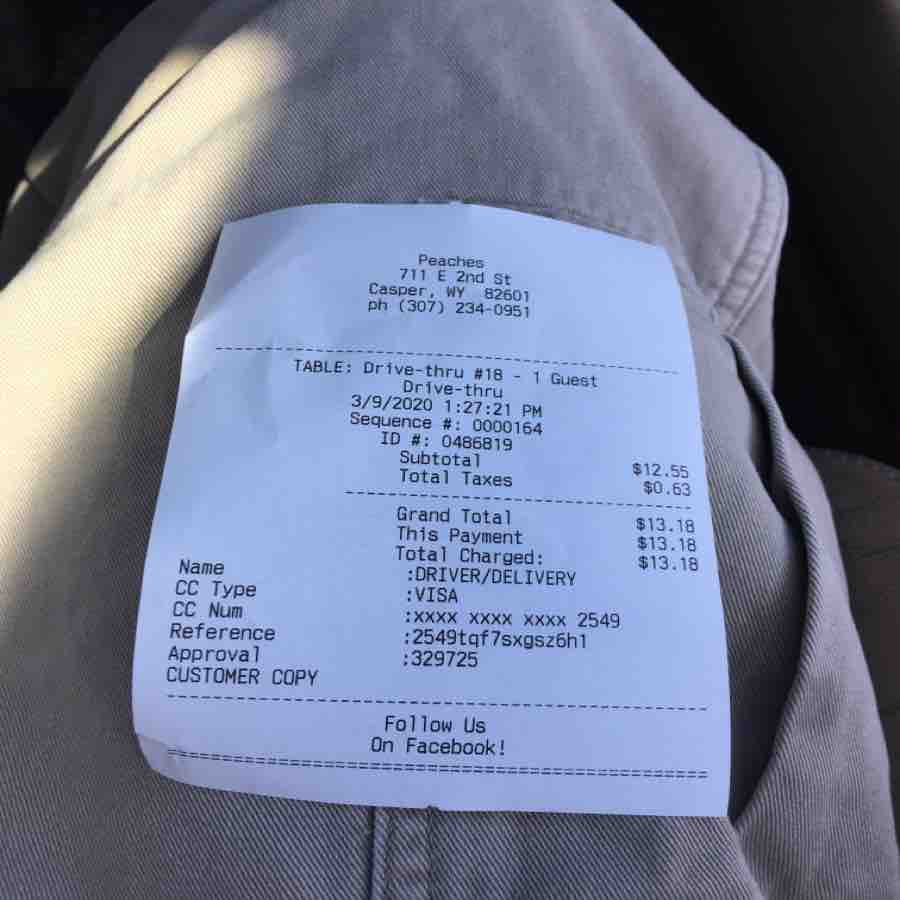 Peaches
711 E 2nd St
Casper, WY 82601
ph (307) 234-0951
TABLE: Drive-thru #18 - 1 Guest
Drive-thru
3/9/2020 1:27:21 PM
Sequence #: 0000164
ID #: 0486819
Subtotal $12.55
Total Taxes $0.63
Grand Total $13.18
This Payment $13.18
Total Charged: $13.18
Name :DRIVER/DELIVERY
CC Type :VISA
CC Num :xxxx xxxx xxxx 2549
Reference :2549tqf7sxgsz6h1
Approval :329725
CUSTOMER COPY
Follow Us
On Facebook!